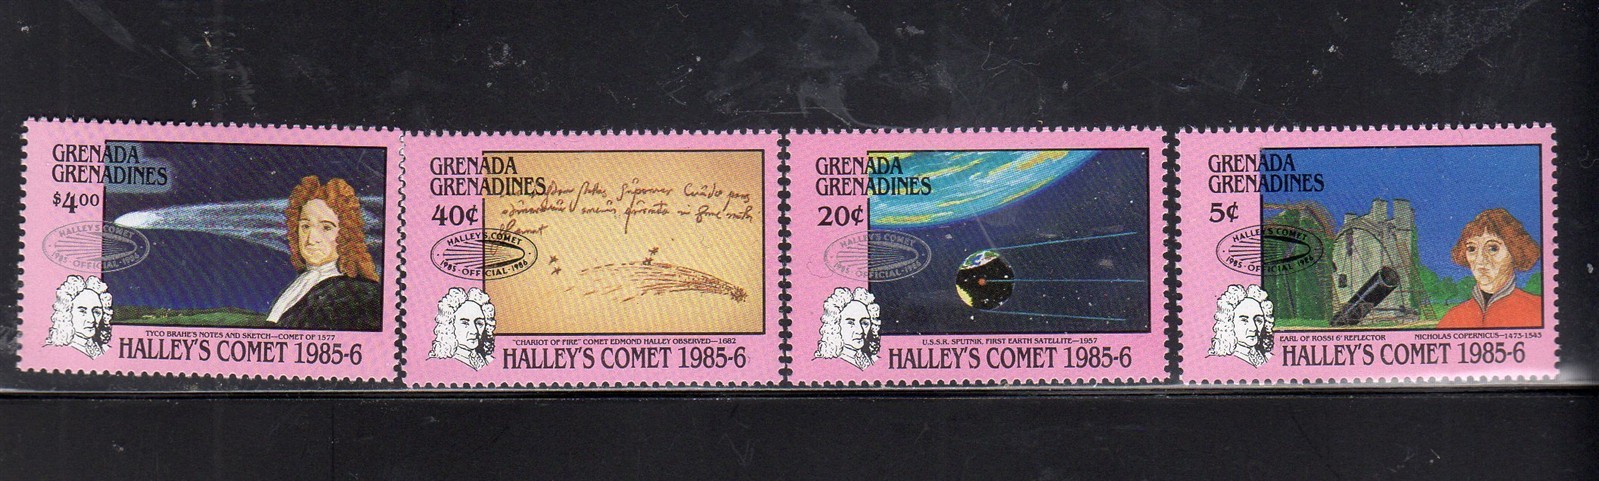 GRENADA
GRENADINES
$4.00
HALLEY'S COMET
1985-OFFICIAL-1986
TYCO BRAHE'S NOTES AND SKETCH—COMET OF 1577
HALLEY'S COMET 1985-6
GRENADA
GRENADINES
40¢
HALLEY'S COMET
1985-OFFICIAL-1986
"CHARIOT OF FIRE" COMET EDMOND HALLEY OBSERVED—1682
HALLEY'S COMET 1985-6
GRENADA
GRENADINES
20¢
HALLEY'S COMET
1985-OFFICIAL-1986
U.S.S.R. SPUTNIK, FIRST EARTH SATELLITE—1957
HALLEY'S COMET 1985-6
GRENADA
GRENADINES
5¢
HALLEY'S COMET
1985-OFFICIAL-1986
EARL OF ROSSI 6' REFLECTOR
NICHOLAS COPERNICUS—1473-1543
HALLEY'S COMET 1985-6